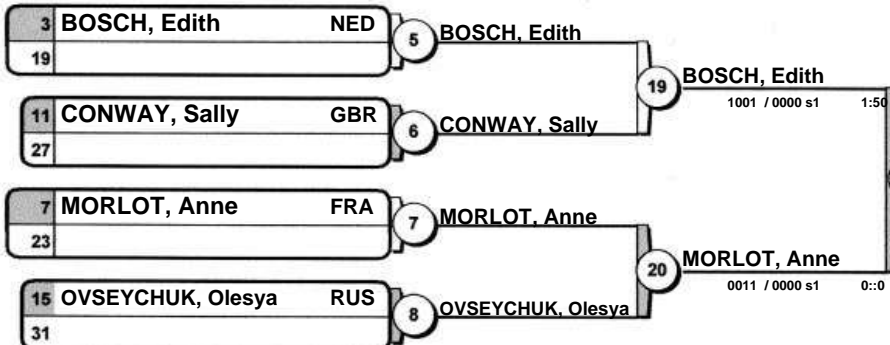 3 BOSCH, Edith NED
19
5
BOSCH, Edith
11 CONWAY, Sally GBR
27
6
CONWAY, Sally
19
BOSCH, Edith
1001 / 0000 s1 1:50
7 MORLOT, Anne FRA
23
7
MORLOT, Anne
15 OVSEYCHUK, Olesya RUS
31
8
OVSEYCHUK, Olesya
20
MORLOT, Anne
0011 / 0000 s1 0::0